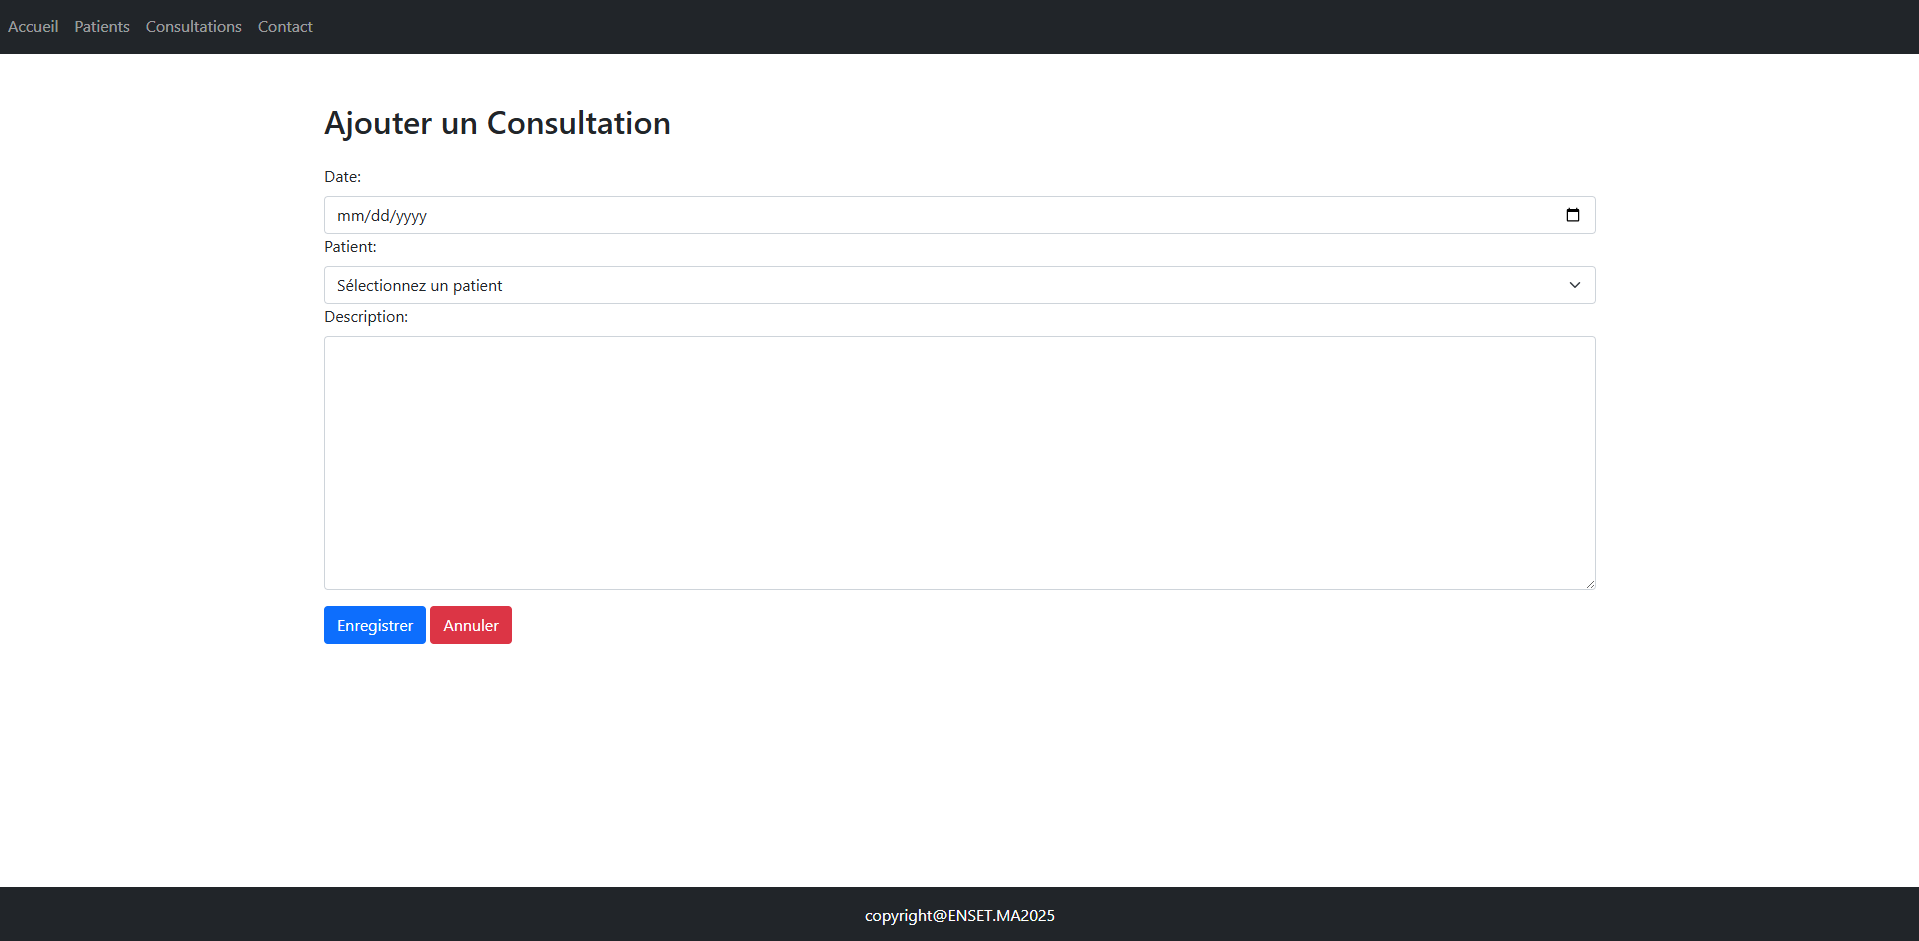 Accueil Patients Consultations Contact
Ajouter un Consultation
Date:
mm/dd/yyyy
Patient:
Sélectionnez un patient
Description:
Enregistrer Annuler
copyright@ENSET.MA2025